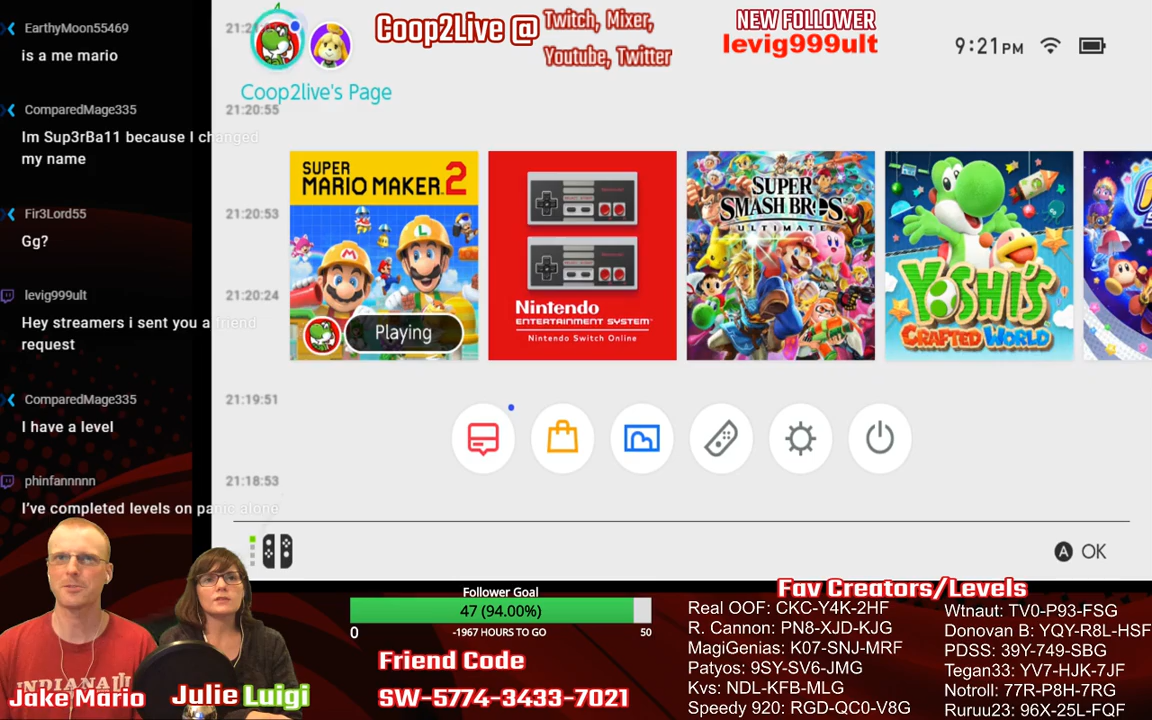 EarthyMoon55469
is a me mario
ComparedMage335
21:20:55
Im Sup3rBa11 because I changed
my name
Fir3Lord55
21:20:53
Gg?
levig999ult
21:20:24
Hey streamers i sent you a friend
request
ComparedMage335
21:19:51
I have a level
phinfannnnn
21:18:53
I've completed levels on panic alone
Coop2live's Page
Coop2Live @
Twitch, Mixer,
Youtube, Twitter
NEW FOLLOWER
levig999ult
9:21 PM
SUPER
MARIO MAKER 2
Playing
Nintendo
ENTERTAINMENT SYSTEM
Nintendo Switch Online
SUPER
SMASH BROS.
ULTIMATE
YOSHI'S
CRAFTED WORLD
A OK
Jake Mario
Julie Luigi
Follower Goal
47 (94.00%)
0
-1967 HOURS TO GO
50
Friend Code
SW-5774-3433-7021
Fav Creators/Levels
Real OOF: CKC-Y4K-2HF
R. Cannon: PN8-XJD-KJG
MagiGenias: K07-SNJ-MRF
Patyos: 9SY-SV6-JMG
Kvs: NDL-KFB-MLG
Speedy 920: RGD-QC0-V8G
Wtnaut: TV0-P93-FSG
Donovan B: YQY-R8L-HSF
PDSS: 39Y-749-SBG
Tegan33: YV7-HJK-7JF
Notroll: 77R-P8H-7RG
Ruruu23: 96X-25L-FQF